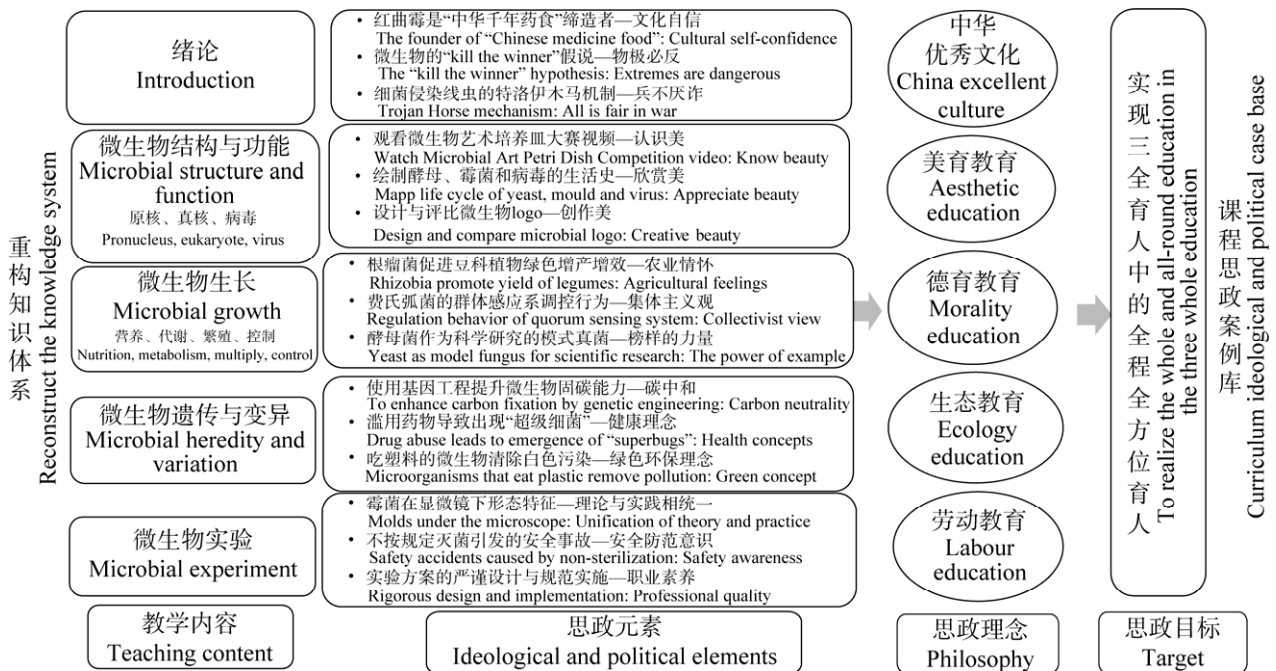 重构知识体系
Reconstruct the knowledge system
绪论
Introduction
• 红曲霉是“中华千年药食”缔造者—文化自信
The founder of “Chinese medicine food”: Cultural self-confidence
• 微生物的“kill the winner”假说—物极必反
The “kill the winner” hypothesis: Extremes are dangerous
• 细菌侵染线虫的特洛伊木马机制—兵不厌诈
Trojan Horse mechanism: All is fair in war
中华
优秀文化
China excellent
culture
微生物结构与功能
Microbial structure and
function
原核、真核、病毒
Pronucleus, eukaryote, virus
• 观看微生物艺术培养皿大赛视频—认识美
Watch Microbial Art Petri Dish Competition video: Know beauty
• 绘制酵母、霉菌和病毒的生活史—欣赏美
Mapp life cycle of yeast, mould and virus: Appreciate beauty
• 设计与评比微生物logo—创作美
Design and compare microbial logo: Creative beauty
美育教育
Aesthetic
education
微生物生长
Microbial growth
营养、代谢、繁殖、控制
Nutrition, metabolism, multiply, control
• 根瘤菌促进豆科植物绿色增产增效—农业情怀
Rhizobia promote yield of legumes: Agricultural feelings
• 费氏弧菌的群体感应系调控行为—集体主义观
Regulation behavior of quorum sensing system: Collectivist view
• 酵母菌作为科学研究的模式真菌—榜样的力量
Yeast as model fungus for scientific research: The power of example
德育教育
Morality
education
微生物遗传与变异
Microbial heredity and
variation
• 使用基因工程提升微生物固碳能力—碳中和
To enhance carbon fixation by genetic engineering: Carbon neutrality
• 滥用药物导致出现“超级细菌”—健康理念
Drug abuse leads to emergence of “superbugs”: Health concepts
• 吃塑料的微生物清除白色污染—绿色环保理念
Microorganisms that eat plastic remove pollution: Green concept
生态教育
Ecology
education
微生物实验
Microbial experiment
• 霉菌在显微镜下形态特征—理论与实践相统一
Molds under the microscope: Unification of theory and practice
• 不按规定灭菌引发的安全事故—安全防范意识
Safety accidents caused by non-sterilization: Safety awareness
• 实验方案的严谨设计与规范实施—职业素养
Rigorous design and implementation: Professional quality
劳动教育
Labour
education
实现三全育人中的全程全方位育人
To realize the whole and all-round education in
the three whole education
课程思政案例库
Curriculum ideological and political case base
教学内容
Teaching content
思政元素
Ideological and political elements
思政理念
Philosophy
思政目标
Target